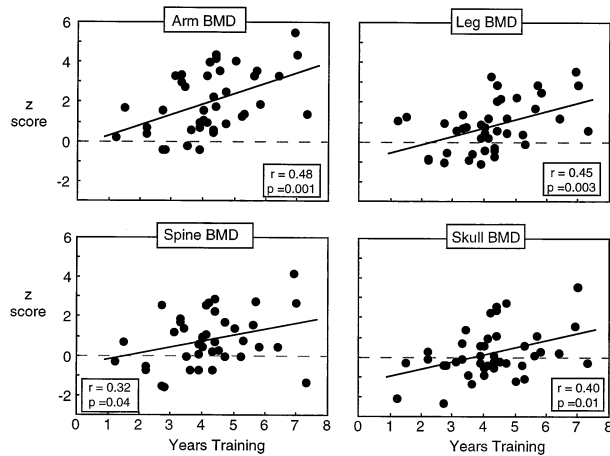 Arm BMD
Leg BMD
6
4
2
0
-2
z
score
r = 0.48
p =0.001
r = 0.45
p =0.003
Spine BMD
Skull BMD
6
4
2
0
-2
z
score
r = 0.32
p =0.04
r = 0.40
p =0.01
0 1 2 3 4 5 6 7 8
1 2 3 4 5 6 7 8
Years Training
Years Training